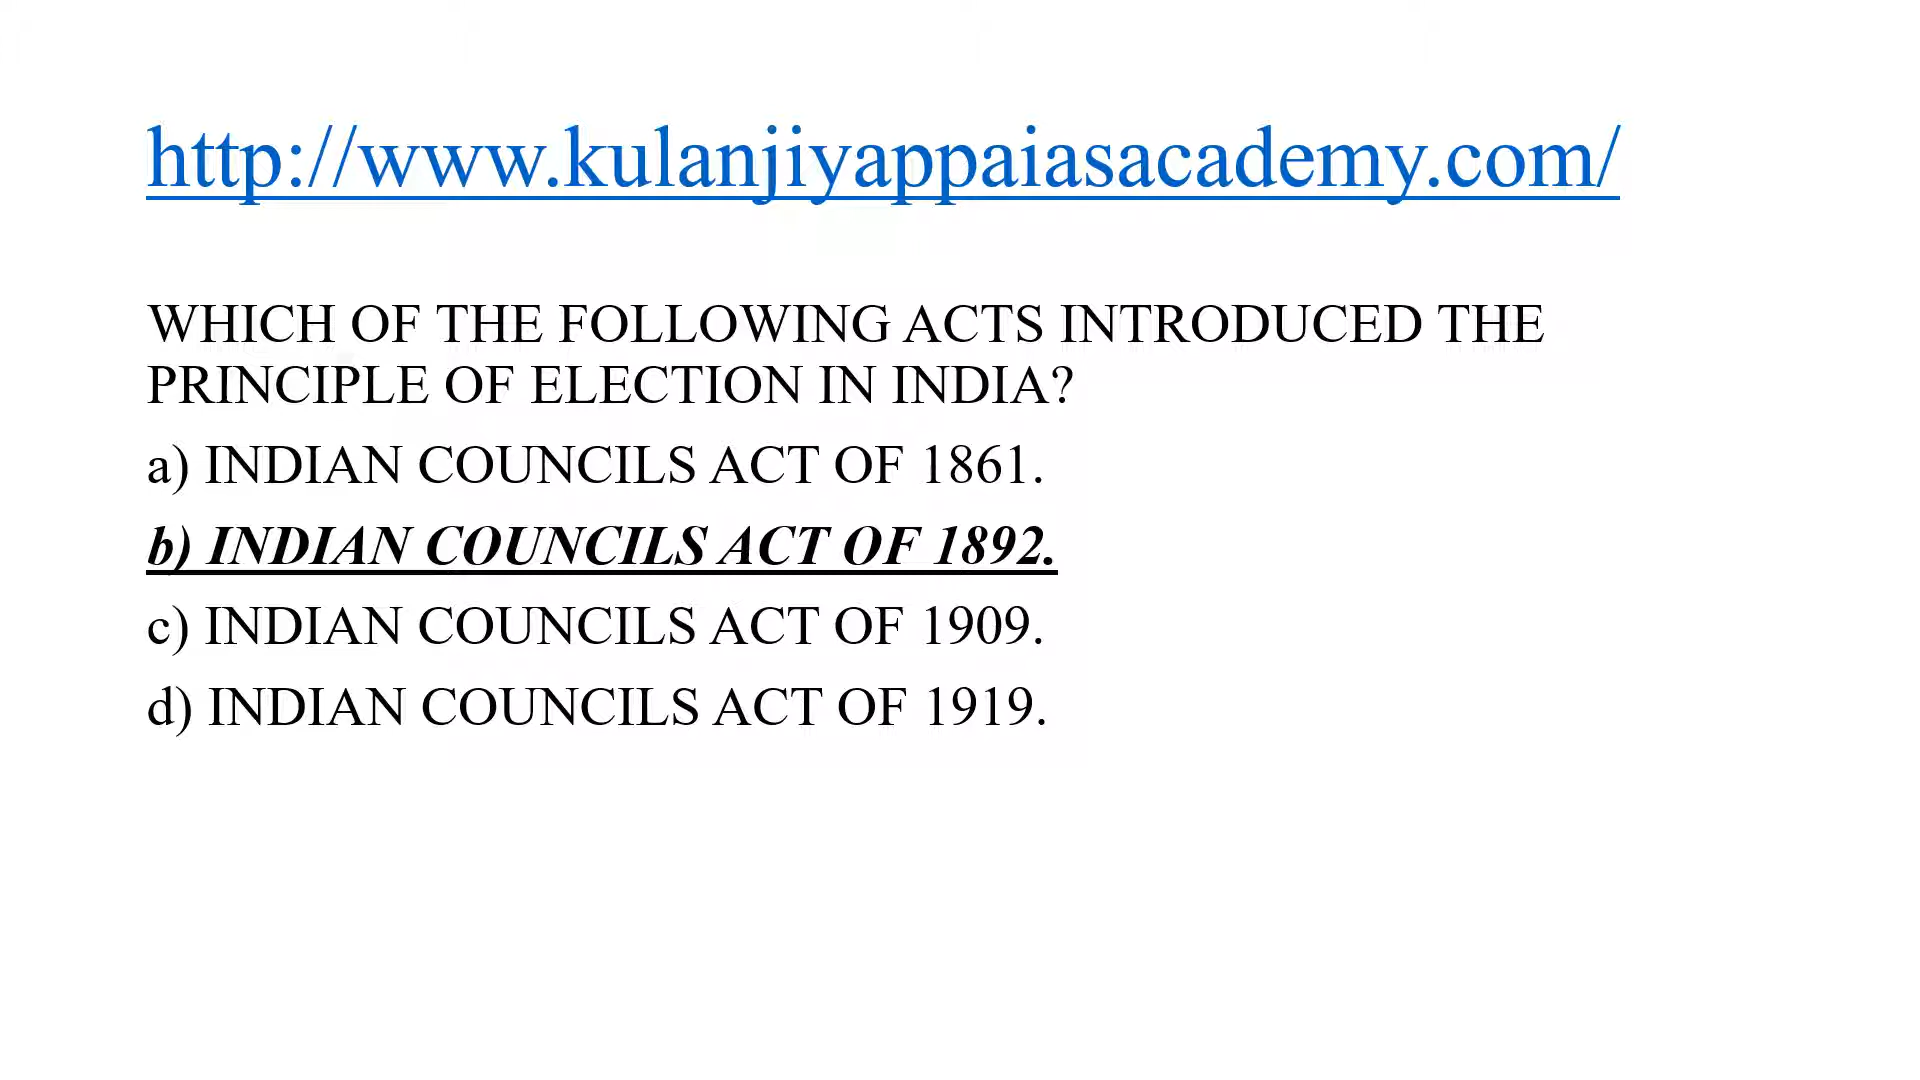 http://www.kulanjiyappaiasacademy.com/
WHICH OF THE FOLLOWING ACTS INTRODUCED THE
PRINCIPLE OF ELECTION IN INDIA?
a) INDIAN COUNCILS ACT OF 1861.
b) INDIAN COUNCILS ACT OF 1892.
c) INDIAN COUNCILS ACT OF 1909.
d) INDIAN COUNCILS ACT OF 1919.